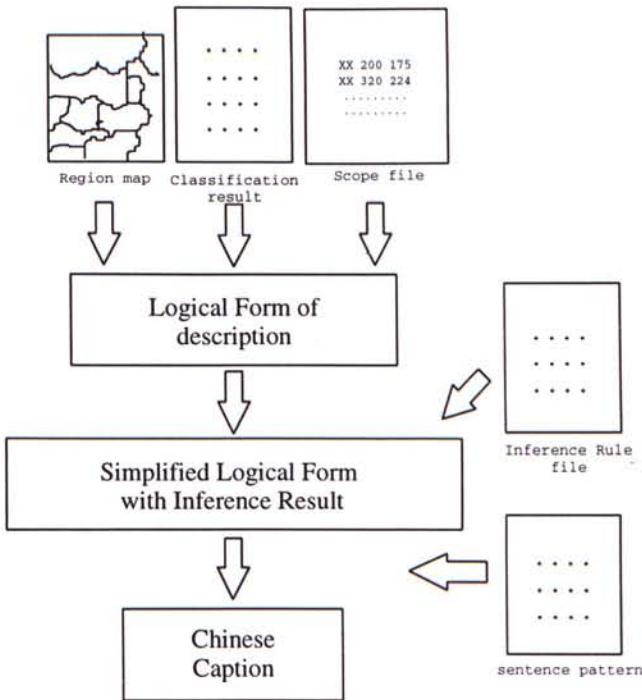 XX 200 175
XX 320 224
Region map
Classification
result
Scope file
Logical Form of
description
Simplified Logical Form
with Inference Result
Inference Rule
file
Chinese
Caption
sentence pattern